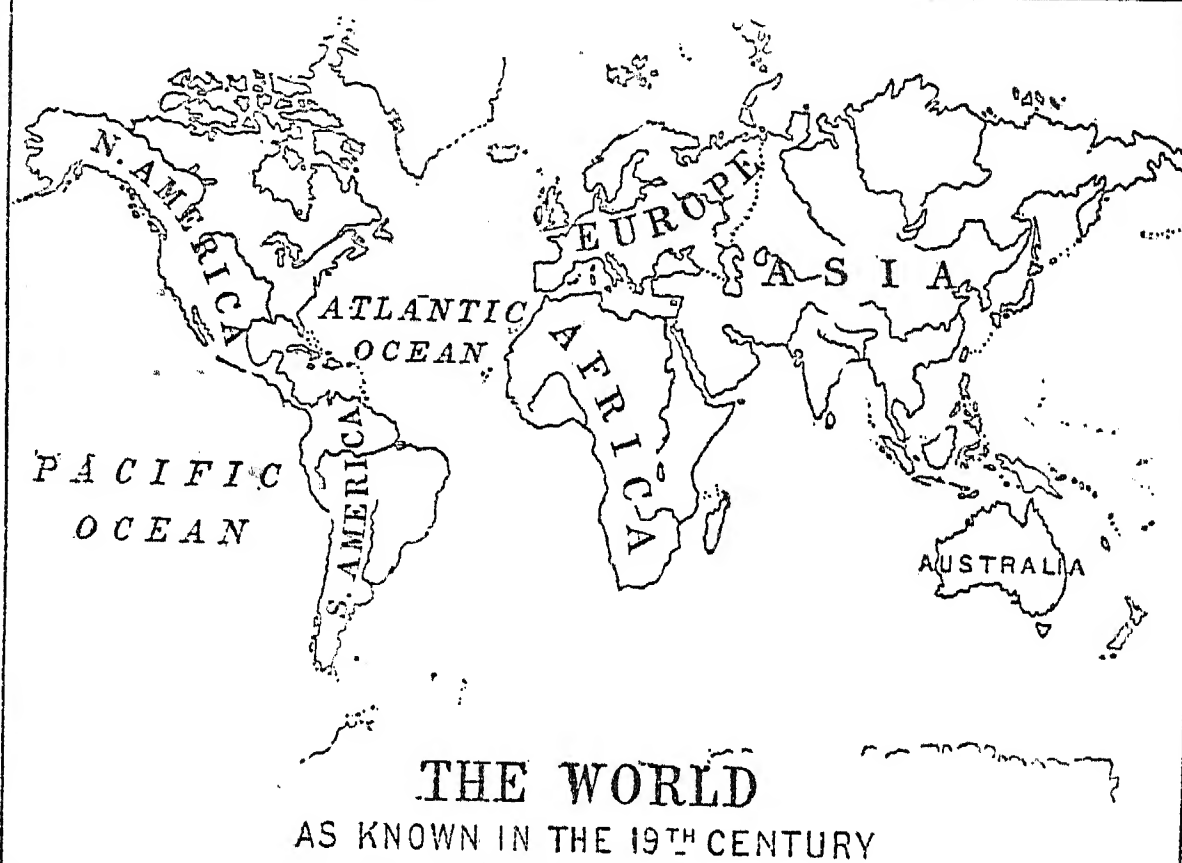 N. AMERICA
EUROPE
ASIA
ATLANTIC
OCEAN
AFRICA
PACIFIC
OCEAN
S. AMERICA
AUSTRALIA
THE WORLD
AS KNOWN IN THE 19TH CENTURY